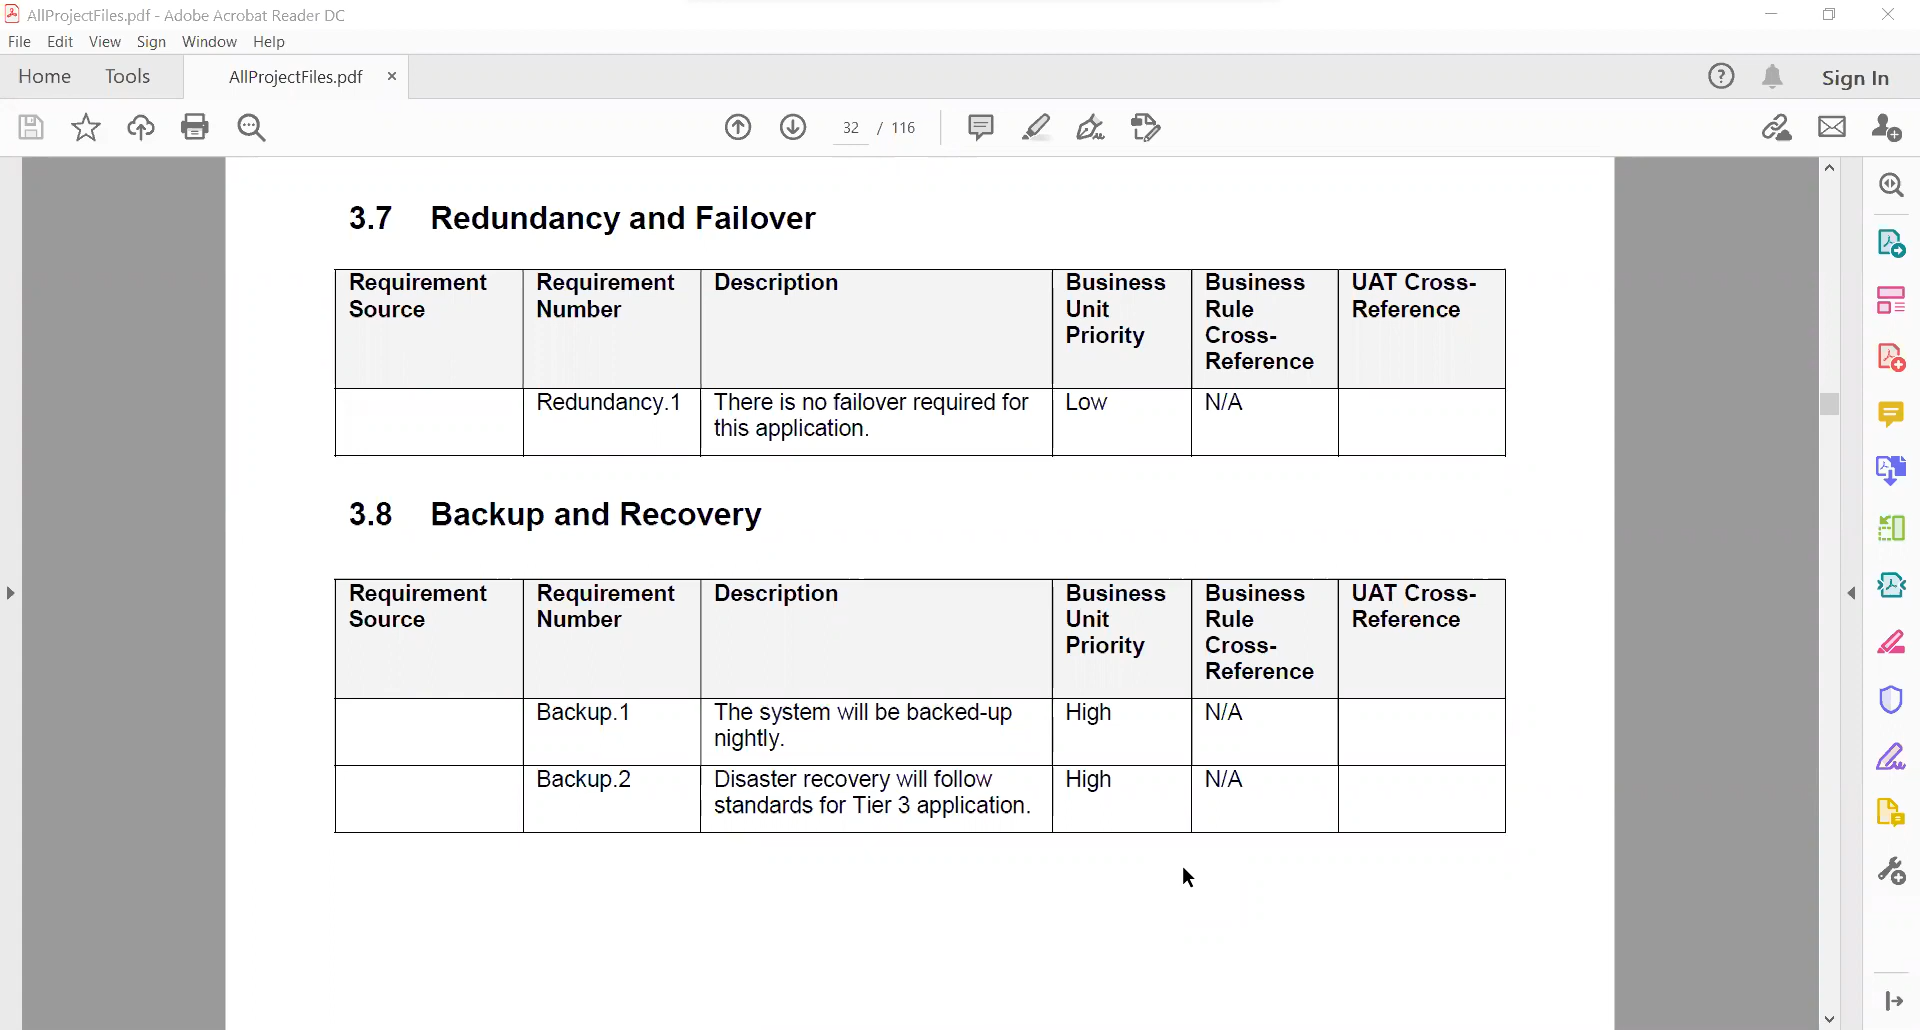 AllProjectFiles.pdf - Adobe Acrobat Reader DC
File Edit View Sign Window Help
Home Tools AllProjectFiles.pdf × Sign In
32 / 116
3.7 Redundancy and Failover
Requirement Source
Requirement Number
Description
Business Unit Priority
Business Rule Cross-Reference
UAT Cross-Reference
Redundancy.1
There is no failover required for
this application.
Low
N/A
3.8 Backup and Recovery
Requirement Source
Requirement Number
Description
Business Unit Priority
Business Rule Cross-Reference
UAT Cross-Reference
Backup.1
The system will be backed-up
nightly.
High
N/A
Backup.2
Disaster recovery will follow
standards for Tier 3 application.
High
N/A